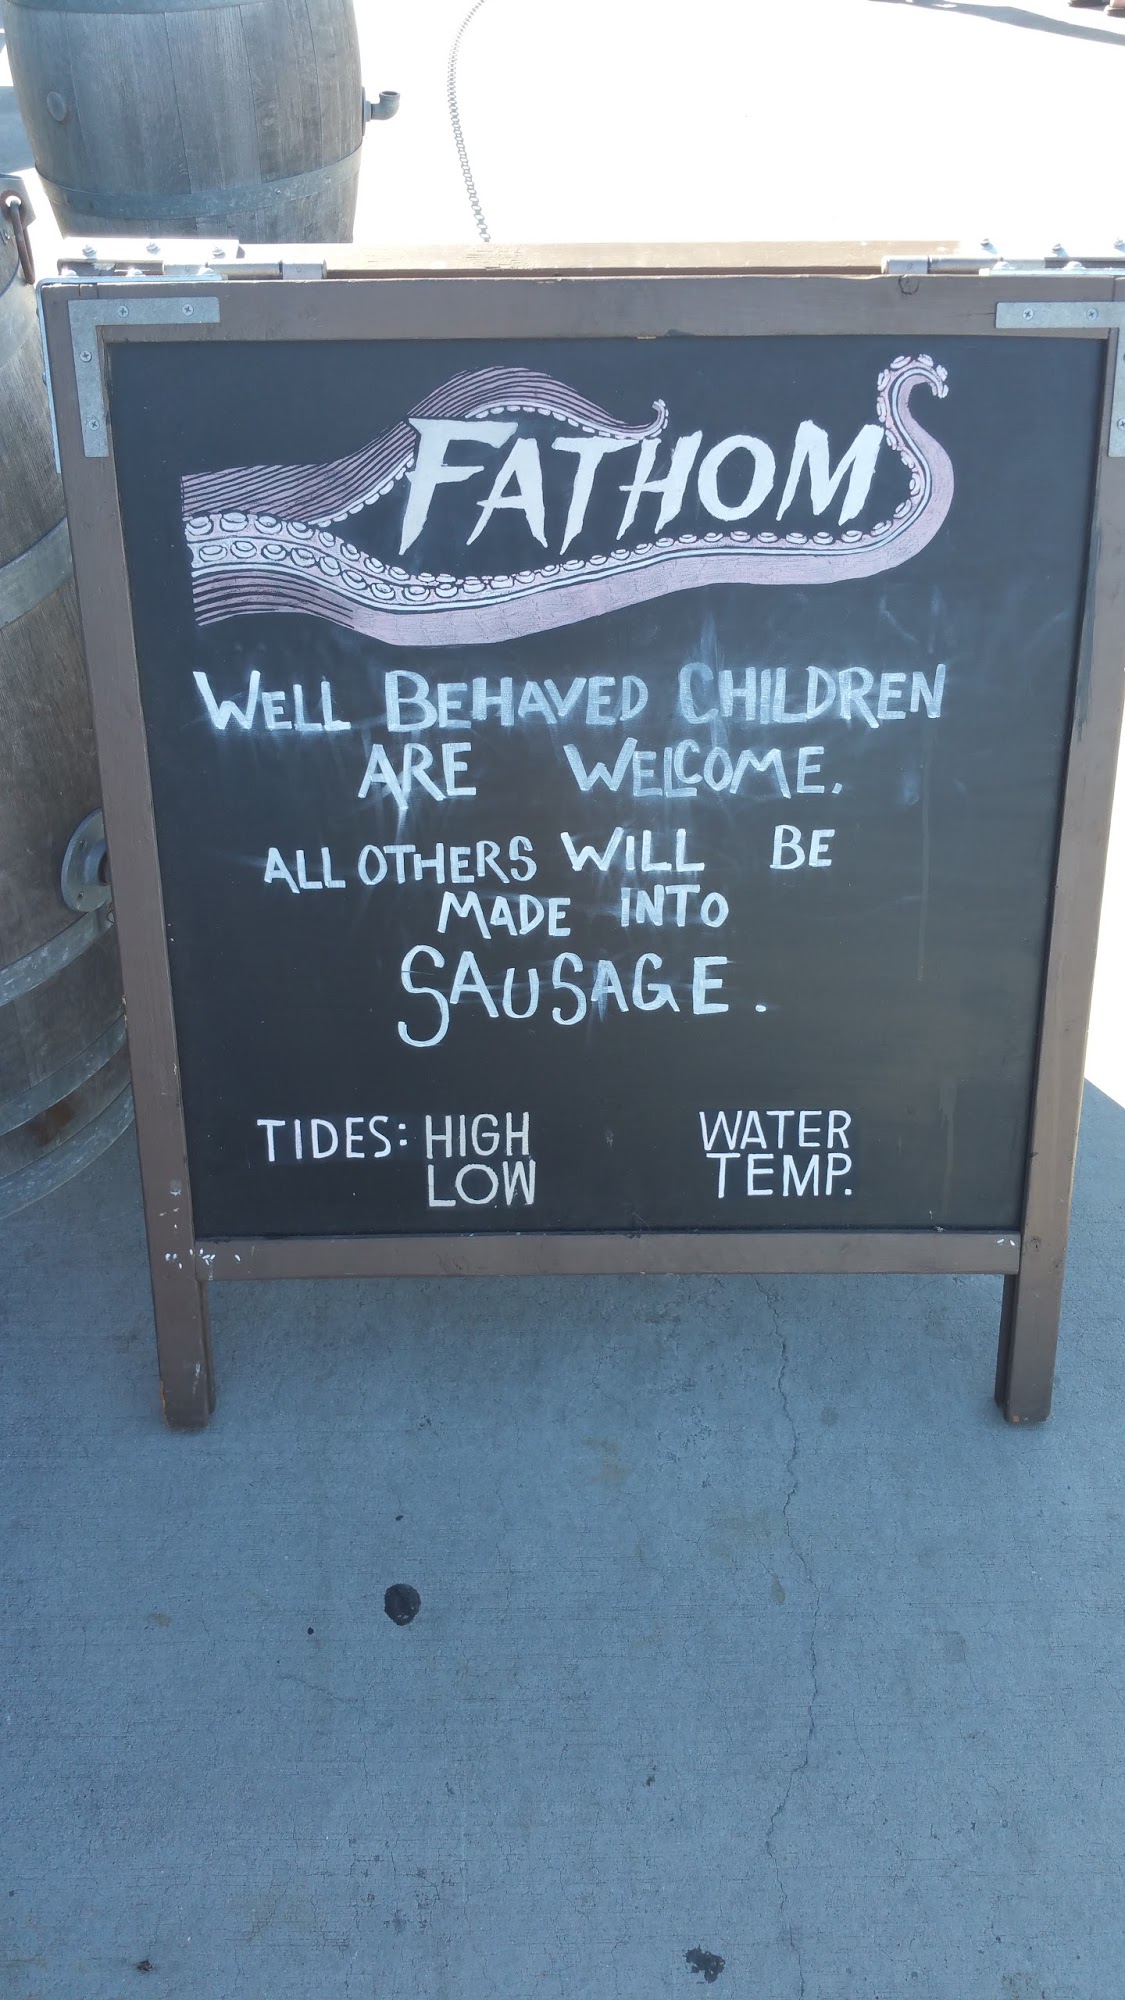 FATHOM
WELL BEHAVED CHILDREN
ARE WELCOME.
ALL OTHERS WILL BE
MADE INTO
SAUSAGE.
TIDES: HIGH
LOW
WATER
TEMP.